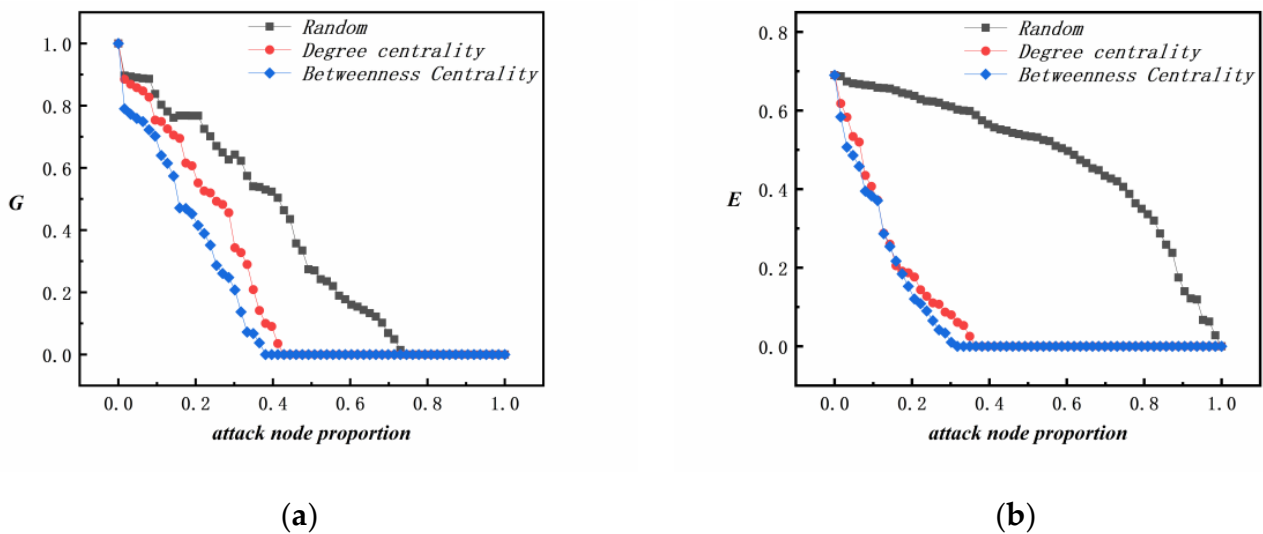 Random
Degree centrality
Betweenness Centrality
1.0
0.8
0.6
0.4
0.2
0.0
G
0.0 0.2 0.4 0.6 0.8 1.0
attack node proportion
(a)
Random
Degree centrality
Betweenness Centrality
0.8
0.6
0.4
0.2
0.0
E
0.0 0.2 0.4 0.6 0.8 1.0
attack node proportion
(b)